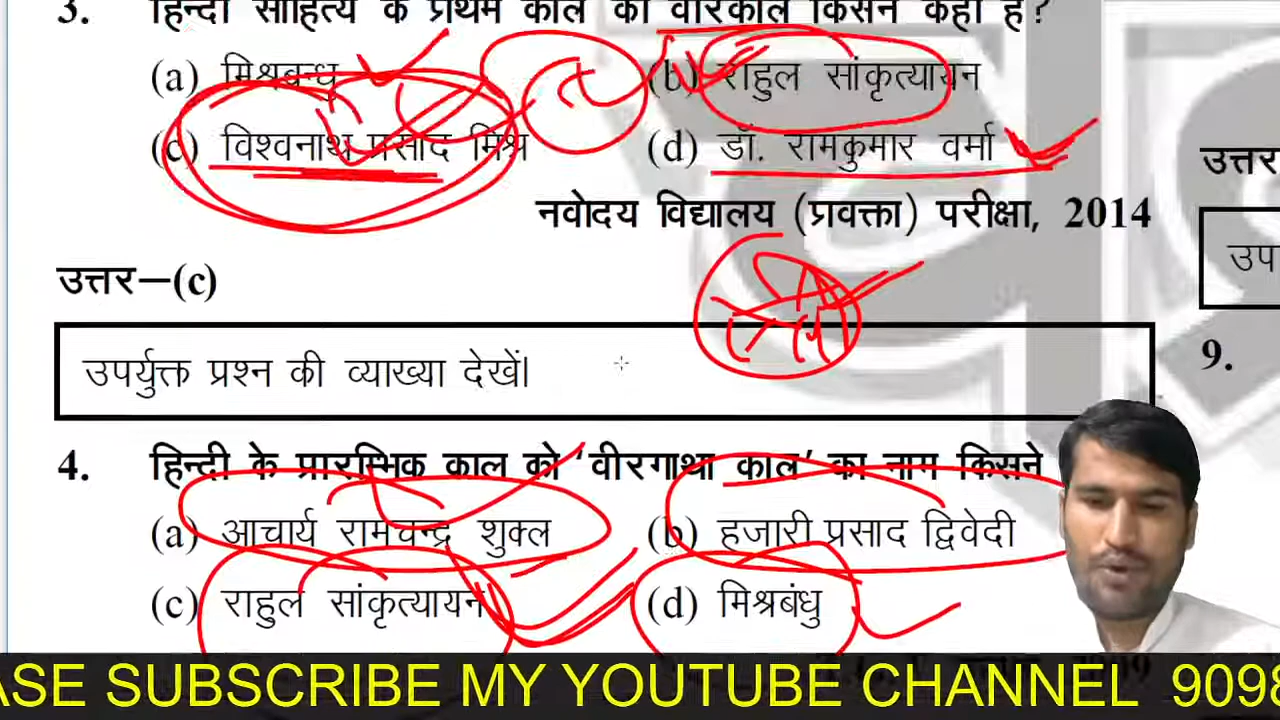 3. हिन्दी साहित्य के प्रथम काल को वीरकाल किसने कहा है?
(a) मिश्रबन्धु (b) राहुल सांकृत्यायन
(c) विश्वनाथ प्रसाद मिश्र (d) डॉ. रामकुमार वर्मा
नवोदय विद्यालय (प्रवक्ता) परीक्षा, 2014
उत्तर—(c)
उपर्युक्त प्रश्न की व्याख्या देखें।
4. हिन्दी के प्रारम्भिक काल को ‘वीरगाथा काल’ का नाम किसने
(a) आचार्य रामचन्द्र शुक्ल (b) हजारी प्रसाद द्विवेदी
(c) राहुल सांकृत्यायन (d) मिश्रबंधु
उत्तर
उप
9.
ASE SUBSCRIBE MY YOUTUBE CHANNEL 9098